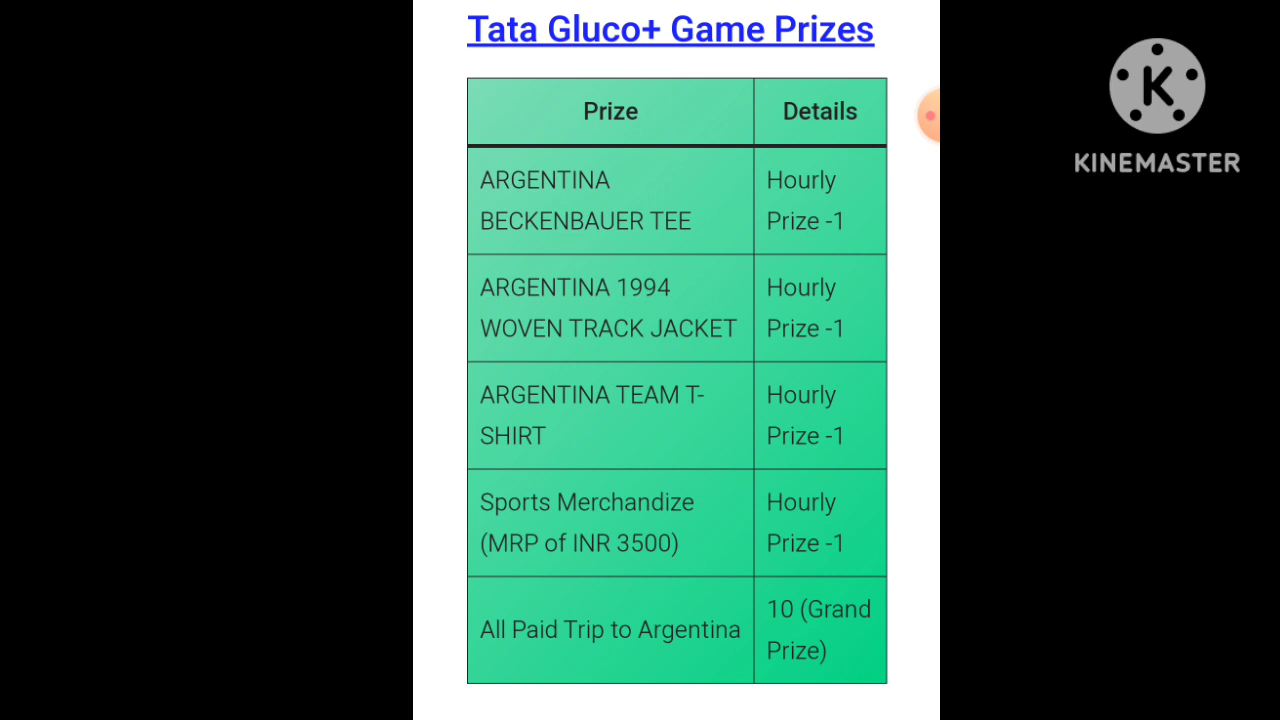 Tata Gluco+ Game Prizes
Prize
Details
ARGENTINA
BECKENBAUER TEE
Hourly
Prize -1
ARGENTINA 1994
WOVEN TRACK JACKET
Hourly
Prize -1
ARGENTINA TEAM T-
SHIRT
Hourly
Prize -1
Sports Merchandize
(MRP of INR 3500)
Hourly
Prize -1
All Paid Trip to Argentina
10 (Grand
Prize)
K
KINEMASTER